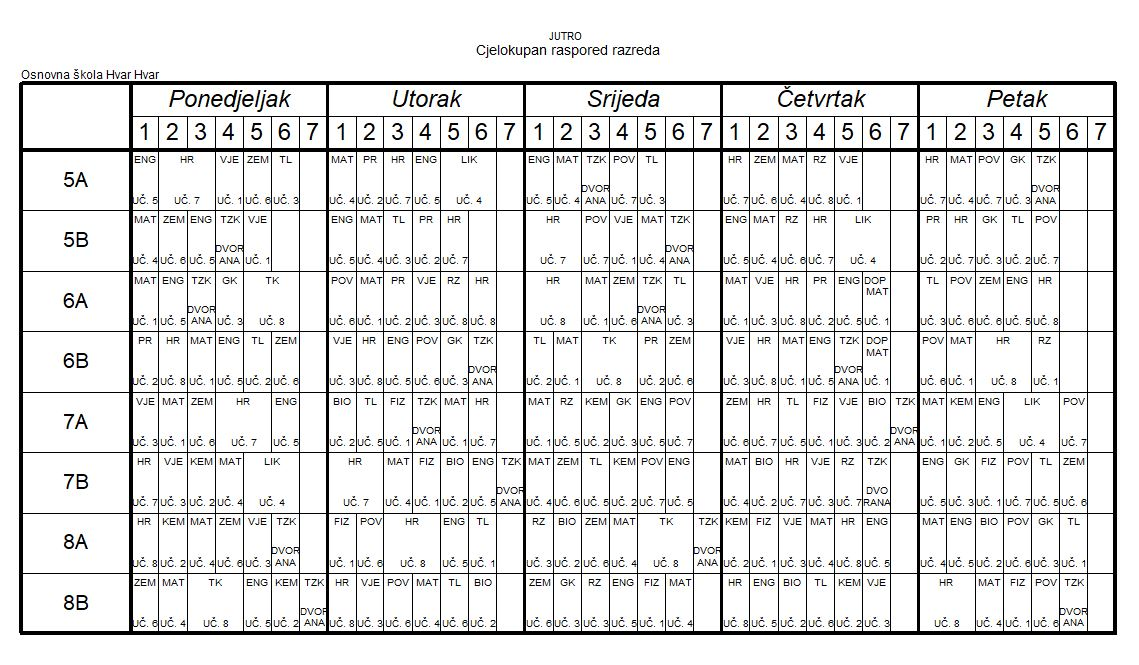 JUTRO
Cjelokupan raspored razreda
Osnovna škola Hvar Hvar
Ponedjeljak Utorak Srijeda Četvrtak Petak
1 2 3 4 5 6 7 1 2 3 4 5 6 7 1 2 3 4 5 6 7 1 2 3 4 5 6 7 1 2 3 4 5 6 7
ENG HR VJE ZEM TL MAT PR HR ENG LIK ENG MAT TZK POV TL HR ZEM MAT RZ VJE HR MAT POV GK TZK
5A
DVOR DVOR
UČ. 5 UČ. 7 UČ. 1 UČ. 6 UČ. 3 UČ. 4 UČ. 2 UČ. 7 UČ. 5 UČ. 4 UČ. 5 UČ. 4 ANA UČ. 7 UČ. 3 UČ. 7 UČ. 6 UČ. 4 UČ. 8 UČ. 1 UČ. 7 UČ. 4 UČ. 7 UČ. 3 ANA
MAT ZEM ENG TZK VJE ENG MAT TL PR HR HR POV VJE MAT TZK ENG MAT RZ HR LIK PR HR GK TL POV
5B
DVOR DVOR
UČ. 4 UČ. 6 UČ. 5 ANA UČ. 1 UČ. 5 UČ. 4 UČ. 3 UČ. 2 UČ. 7 UČ. 7 UČ. 7 UČ. 1 UČ. 4 ANA UČ. 5 UČ. 4 UČ. 6 UČ. 7 UČ. 4 UČ. 2 UČ. 7 UČ. 3 UČ. 2 UČ. 7
MAT ENG TZK GK TK POV MAT PR VJE RZ HR HR MAT ZEM TZK TL MAT VJE HR PR ENG DOP TL POV ZEM ENG HR
MAT
6A
DVOR DVOR
UČ. 1 UČ. 5 ANA UČ. 3 UČ. 8 UČ. 6 UČ. 1 UČ. 2 UČ. 3 UČ. 8 UČ. 8 UČ. 8 UČ. 1 UČ. 6 ANA UČ. 3 UČ. 1 UČ. 3 UČ. 8 UČ. 2 UČ. 5 UČ. 1 UČ. 3 UČ. 6 UČ. 6 UČ. 5 UČ. 8
PR HR MAT ENG TL ZEM VJE HR ENG POV GK TZK TL MAT TK PR ZEM VJE HR MAT ENG TZK DOP POV MAT HR RZ
MAT
6B
DVOR DVOR
UČ. 2 UČ. 8 UČ. 1 UČ. 5 UČ. 2 UČ. 6 UČ. 3 UČ. 8 UČ. 5 UČ. 6 UČ. 3 ANA UČ. 2 UČ. 1 UČ. 8 UČ. 2 UČ. 6 UČ. 3 UČ. 8 UČ. 1 UČ. 5 ANA UČ. 1 UČ. 6 UČ. 1 UČ. 8 UČ. 1
VJE MAT ZEM HR ENG BIO TL FIZ TZK MAT HR MAT RZ KEM GK ENG POV ZEM HR TL FIZ VJE BIO TZK MAT KEM ENG LIK POV
7A
DVOR DVOR
UČ. 3 UČ. 1 UČ. 6 UČ. 7 UČ. 5 UČ. 2 UČ. 5 UČ. 1 ANA UČ. 1 UČ. 7 UČ. 1 UČ. 5 UČ. 2 UČ. 3 UČ. 5 UČ. 7 UČ. 6 UČ. 7 UČ. 5 UČ. 1 UČ. 3 UČ. 2 ANA UČ. 1 UČ. 2 UČ. 5 UČ. 4 UČ. 7
HR VJE KEM MAT LIK HR MAT FIZ BIO ENG TZK MAT ZEM TL KEM POV ENG MAT BIO HR VJE RZ TZK ENG GK FIZ POV TL ZEM
7B
DVOR DVO
UČ. 7 UČ. 3 UČ. 2 UČ. 4 UČ. 4 UČ. 7 UČ. 4 UČ. 1 UČ. 2 UČ. 5 ANA UČ. 4 UČ. 6 UČ. 5 UČ. 2 UČ. 7 UČ. 5 UČ. 4 UČ. 2 UČ. 7 UČ. 3 UČ. 7 RANA UČ. 5 UČ. 3 UČ. 1 UČ. 7 UČ. 5 UČ. 6
HR KEM MAT ZEM VJE TZK FIZ POV HR ENG TL RZ BIO ZEM MAT TK TZK KEM FIZ VJE MAT HR ENG MAT ENG BIO POV GK TL
8A
DVOR DVOR
UČ. 8 UČ. 2 UČ. 4 UČ. 6 UČ. 3 ANA UČ. 1 UČ. 6 UČ. 8 UČ. 5 UČ. 1 UČ. 3 UČ. 2 UČ. 6 UČ. 4 UČ. 8 ANA UČ. 2 UČ. 1 UČ. 3 UČ. 4 UČ. 8 UČ. 5 UČ. 4 UČ. 5 UČ. 2 UČ. 6 UČ. 3 UČ. 1
ZEM MAT TK ENG KEM TZK HR VJE POV MAT TL BIO ZEM GK RZ ENG FIZ MAT HR ENG BIO TL KEM VJE HR MAT FIZ POV TZK
8B
DVOR DVOR
UČ. 6 UČ. 4 UČ. 8 UČ. 5 UČ. 2 ANA UČ. 8 UČ. 3 UČ. 6 UČ. 4 UČ. 6 UČ. 2 UČ. 6 UČ. 3 UČ. 3 UČ. 5 UČ. 1 UČ. 4 UČ. 8 UČ. 5 UČ. 2 UČ. 6 UČ. 2 UČ. 3 UČ. 8 UČ. 4 UČ. 1 UČ. 6 ANA